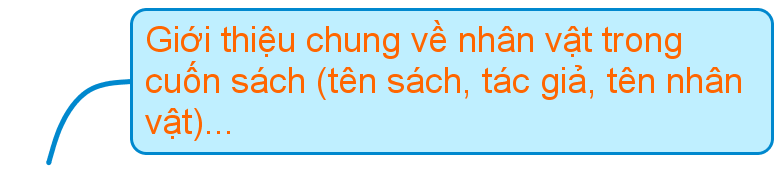 Giới thiệu chung về nhân vật trong
cuốn sách (tên sách, tác giả, tên nhân
vật)...